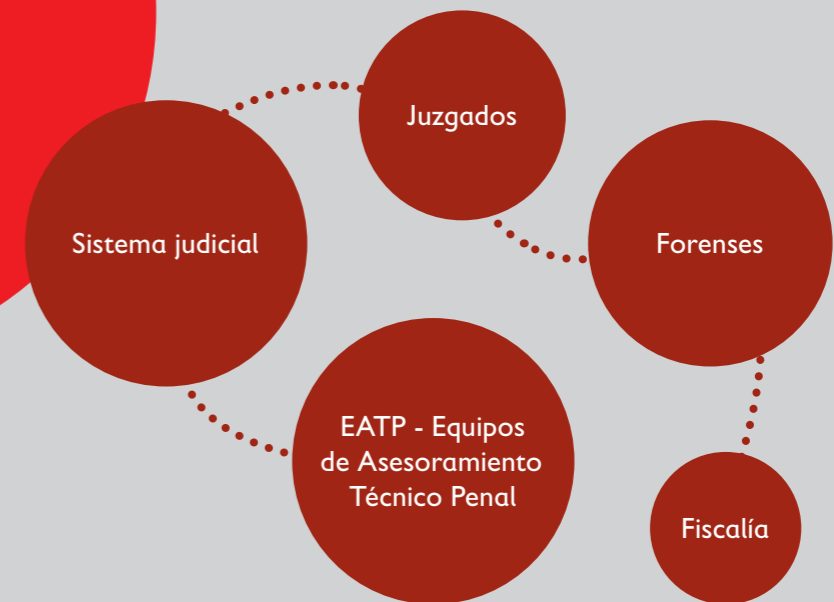 Juzgados
Sistema judicial
Forenses
EATP - Equipos
de Asesoramiento
Técnico Penal
Fiscalía